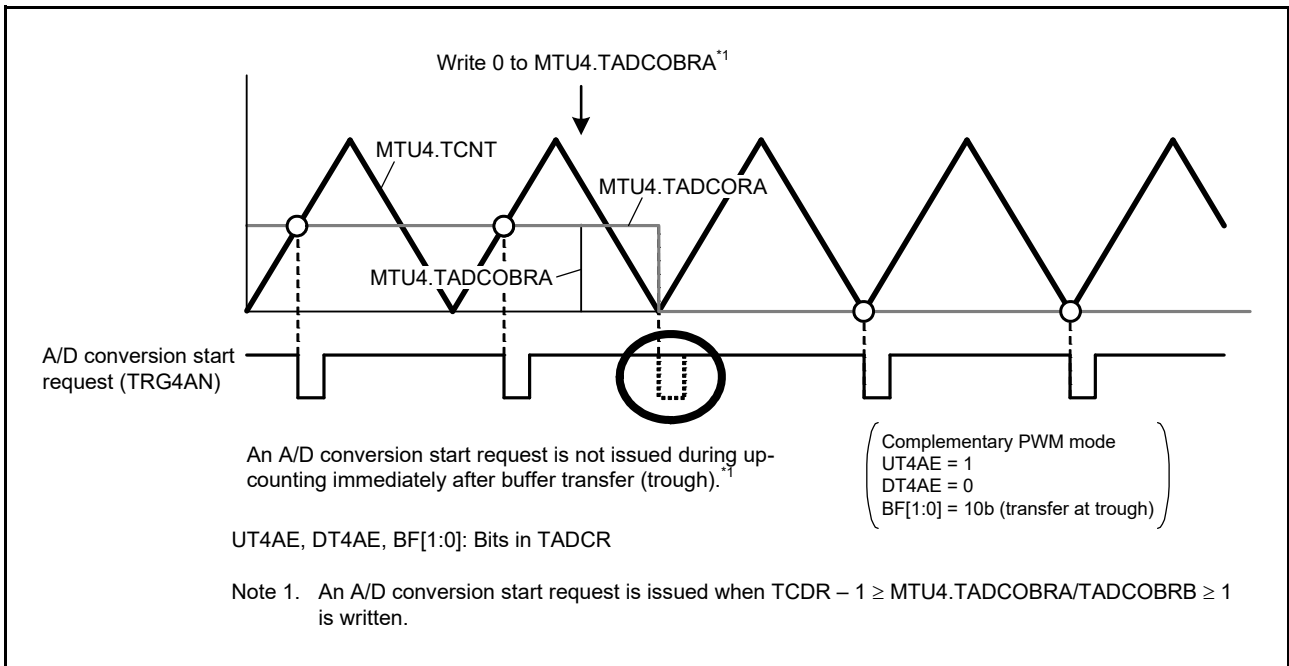 Write 0 to MTU4.TADCOBRA*1
MTU4.TCNT
MTU4.TADCORA
MTU4.TADCOBRA
A/D conversion start
request (TRG4AN)
An A/D conversion start request is not issued during up-
counting immediately after buffer transfer (trough).*1
Complementary PWM mode
UT4AE = 1
DT4AE = 0
BF[1:0] = 10b (transfer at trough)
UT4AE, DT4AE, BF[1:0]: Bits in TADCR
Note 1. An A/D conversion start request is issued when TCDR – 1 ≥ MTU4.TADCOBRA/TADCOBRB ≥ 1
is written.